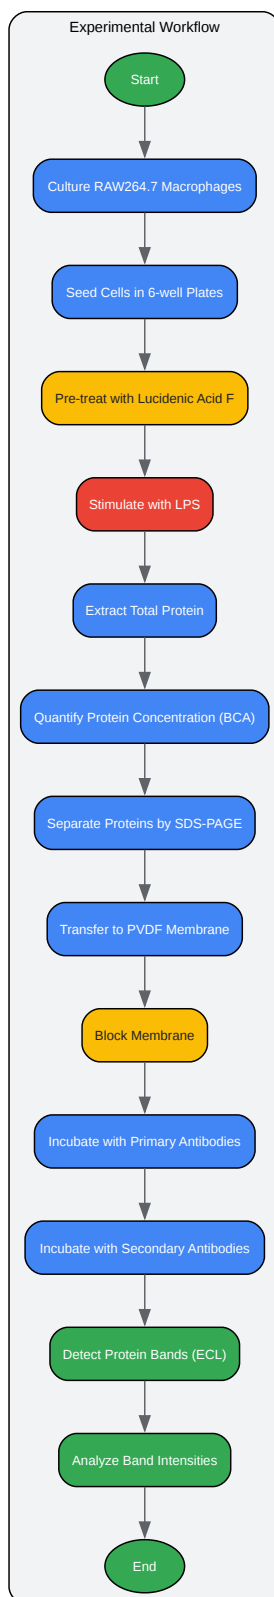 Experimental Workflow
Start
Culture RAW264.7 Macrophages
Seed Cells in 6-well Plates
Pre-treat with Lucidenic Acid F
Stimulate with LPS
Extract Total Protein
Quantify Protein Concentration (BCA)
Separate Proteins by SDS-PAGE
Transfer to PVDF Membrane
Block Membrane
Incubate with Primary Antibodies
Incubate with Secondary Antibodies
Detect Protein Bands (ECL)
Analyze Band Intensities
End